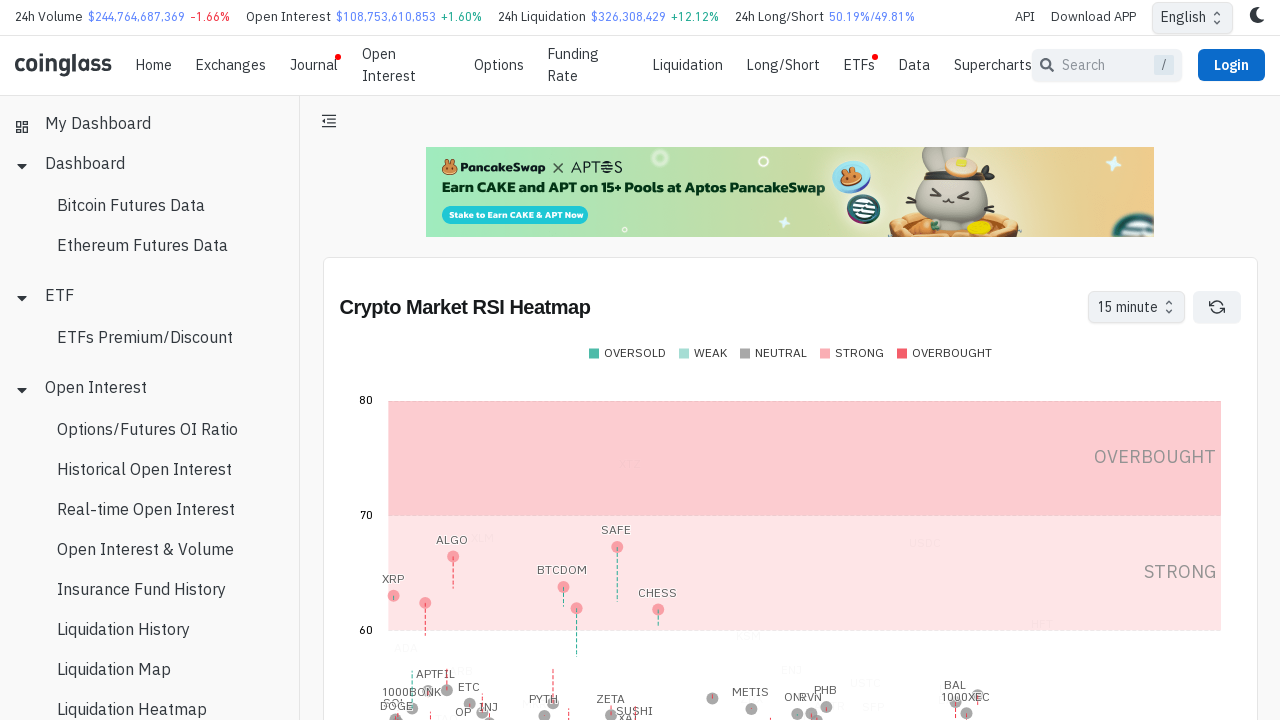 24h Volume $244,764,687,369 -1.66% Open Interest $108,753,610,853 +1.60% 24h Liquidation $326,308,429 +12.12% 24h Long/Short 50.19%/49.81% API Download APP English
coinglass Home Exchanges Journal Open Interest Options Funding Rate Liquidation Long/Short ETFs Data Supercharts Search / Login
My Dashboard
Dashboard
Bitcoin Futures Data
Ethereum Futures Data
ETF
ETFs Premium/Discount
Open Interest
Options/Futures OI Ratio
Historical Open Interest
Real-time Open Interest
Open Interest & Volume
Insurance Fund History
Liquidation History
Liquidation Map
Liquidation Heatmap
PancakeSwap × APTOS
Earn CAKE and APT on 15+ Pools at Aptos PancakeSwap
Stake to Earn CAKE & APT Now
Crypto Market RSI Heatmap 15 minute
OVERSOLD WEAK NEUTRAL STRONG OVERBOUGHT
80
OVERBOUGHT
70
SAFE
ALGO
BTCDOM
STRONG
XRP
CHESS
60
APT FIL
ETC
BAL
1000BONK
METIS
PHB
PYTH
ZETA
RVN
1000XEC
DOGE
INJ
OP
SUSHI